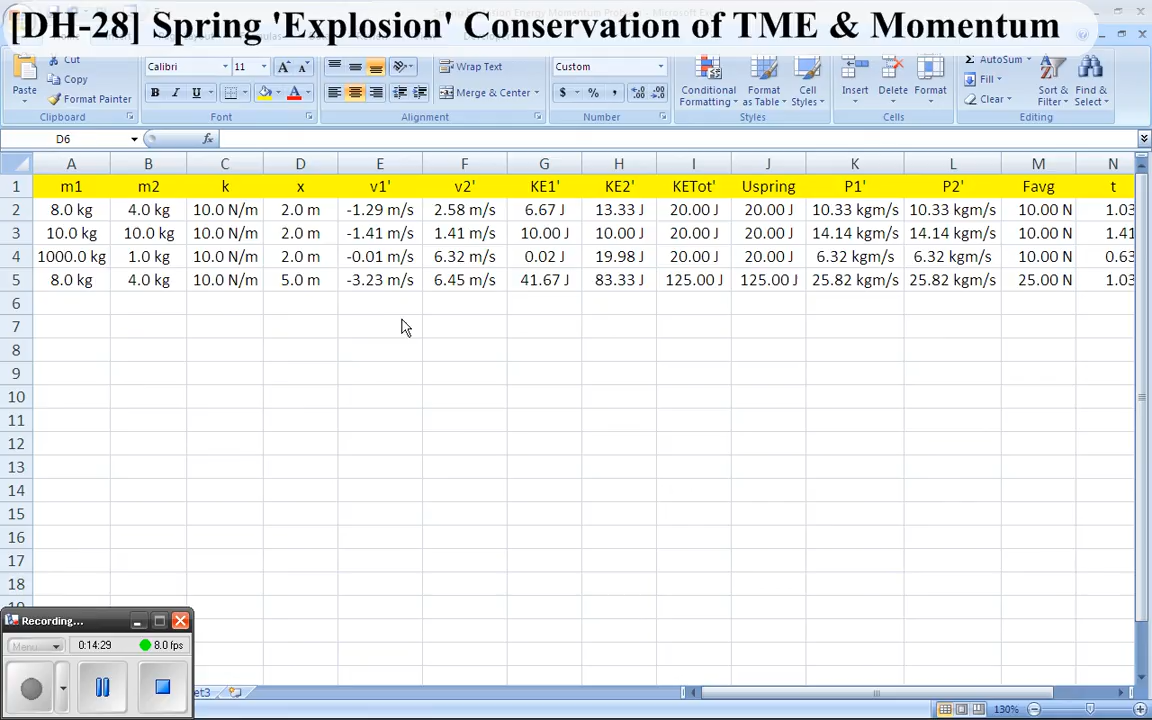 [DH-28] Spring 'Explosion' Conservation of TME & Momentum
Cut
Copy
Format Painter
Paste
Clipboard
Calibri
11
B I U
Font
Wrap Text
Merge & Center
Alignment
Custom
$ % ,
Number
Conditional Formatting
Format as Table
Cell Styles
Styles
Insert
Delete
Format
Cells
Σ AutoSum
Fill
Clear
Sort & Filter
Find & Select
Editing
D6
fx
A B C D E F G H I J K L M N
1 m1 m2 k x v1' v2' KE1' KE2' KETot' Uspring P1' P2' Favg t
2 8.0 kg 4.0 kg 10.0 N/m 2.0 m -1.29 m/s 2.58 m/s 6.67 J 13.33 J 20.00 J 20.00 J 10.33 kgm/s 10.33 kgm/s 10.00 N 1.03
3 10.0 kg 10.0 kg 10.0 N/m 2.0 m -1.41 m/s 1.41 m/s 10.00 J 10.00 J 20.00 J 20.00 J 14.14 kgm/s 14.14 kgm/s 10.00 N 1.41
4 1000.0 kg 1.0 kg 10.0 N/m 2.0 m -0.01 m/s 6.32 m/s 0.02 J 19.98 J 20.00 J 20.00 J 6.32 kgm/s 6.32 kgm/s 10.00 N 0.63
5 8.0 kg 4.0 kg 10.0 N/m 5.0 m -3.23 m/s 6.45 m/s 41.67 J 83.33 J 125.00 J 125.00 J 25.82 kgm/s 25.82 kgm/s 25.00 N 1.03
6
7
8
9
10
11
12
13
14
15
16
17
18
Recording...
Menu
0:14:29
8.0 fps
et3
130%